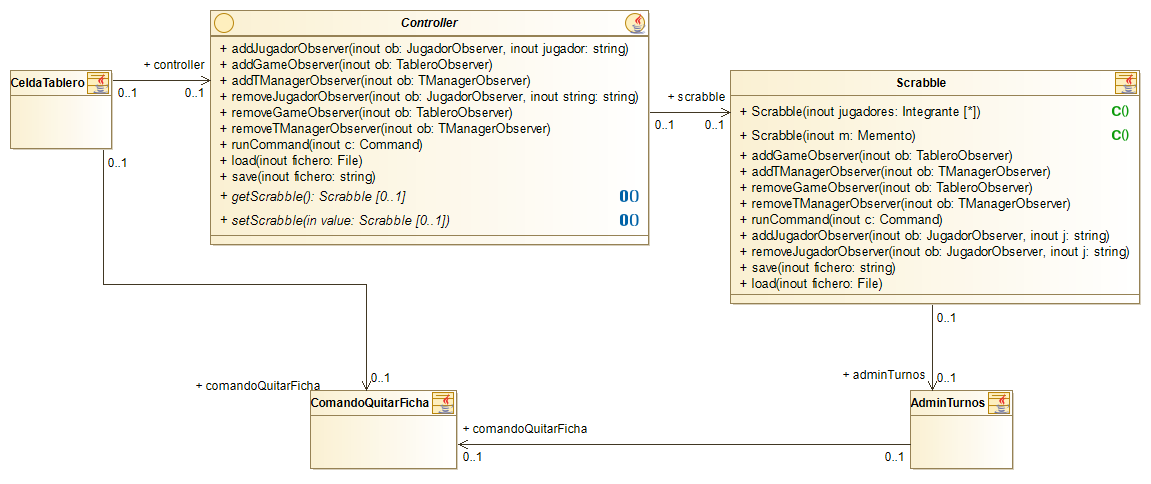 Controller
+ addJugadorObserver(inout ob: JugadorObserver, inout jugador: string)
+ addGameObserver(inout ob: TableroObserver)
+ addTManagerObserver(inout ob: TManagerObserver)
+ removeJugadorObserver(inout ob: JugadorObserver, inout string: string)
+ removeGameObserver(inout ob: TableroObserver)
+ removeTManagerObserver(inout ob: TManagerObserver)
+ runCommand(inout c: Command)
+ load(inout fichero: File)
+ save(inout fichero: string)
+ getScrabble(): Scrabble [0..1]
+ setScrabble(in value: Scrabble [0..1])
CeldaTablero
+ controller
0..1
0..1
0..1
+ scrabble
0..1
0..1
Scrabble
+ Scrabble(inout jugadores: Integrante [*])
C()
+ Scrabble(inout m: Memento)
C()
+ addGameObserver(inout ob: TableroObserver)
+ addTManagerObserver(inout ob: TManagerObserver)
+ removeGameObserver(inout ob: TableroObserver)
+ removeTManagerObserver(inout ob: TManagerObserver)
+ runCommand(inout c: Command)
+ addJugadorObserver(inout ob: JugadorObserver, inout j: string)
+ removeJugadorObserver(inout ob: JugadorObserver, inout j: string)
+ save(inout fichero: string)
+ load(inout fichero: File)
0..1
+ adminTurnos
0..1
+ comandoQuitarFicha
0..1
ComandoQuitarFicha
AdminTurnos
+ comandoQuitarFicha
0..1
0..1